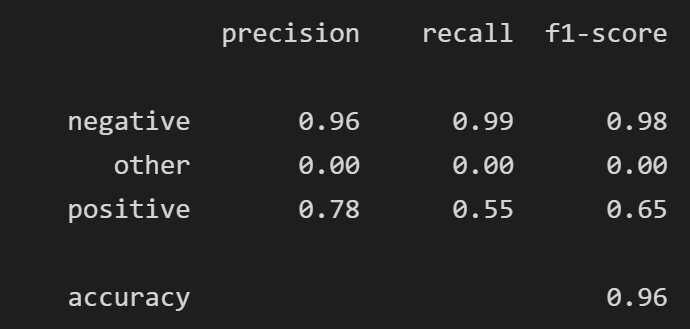 precision recall f1-score
negative 0.96 0.99 0.98
other 0.00 0.00 0.00
positive 0.78 0.55 0.65
accuracy 0.96